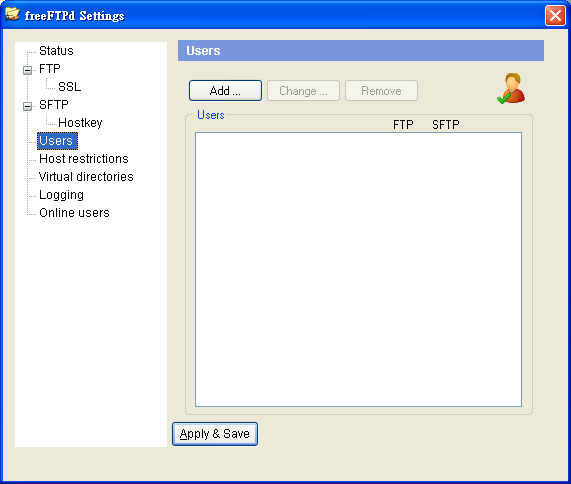 freeFTPd Settings
Status
FTP
SSL
SFTP
Hostkey
Users
Host restrictions
Virtual directories
Logging
Online users
Users
Add ... Change ... Remove
Users
FTP SFTP
Apply & Save